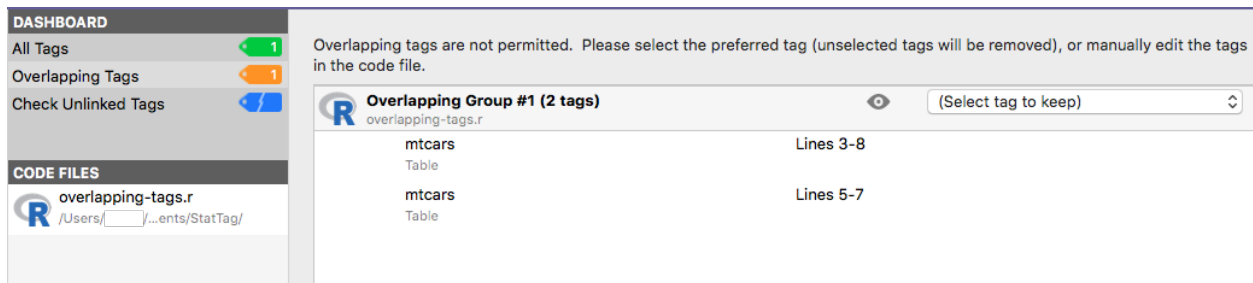 DASHBOARD
All Tags 1
Overlapping Tags 1
Check Unlinked Tags
CODE FILES
R overlapping-tags.r
/Users/ /...ents/StatTag/
Overlapping tags are not permitted. Please select the preferred tag (unselected tags will be removed), or manually edit the tags
in the code file.
R Overlapping Group #1 (2 tags) (Select tag to keep)
overlapping-tags.r
mtcars Lines 3-8
Table
mtcars Lines 5-7
Table